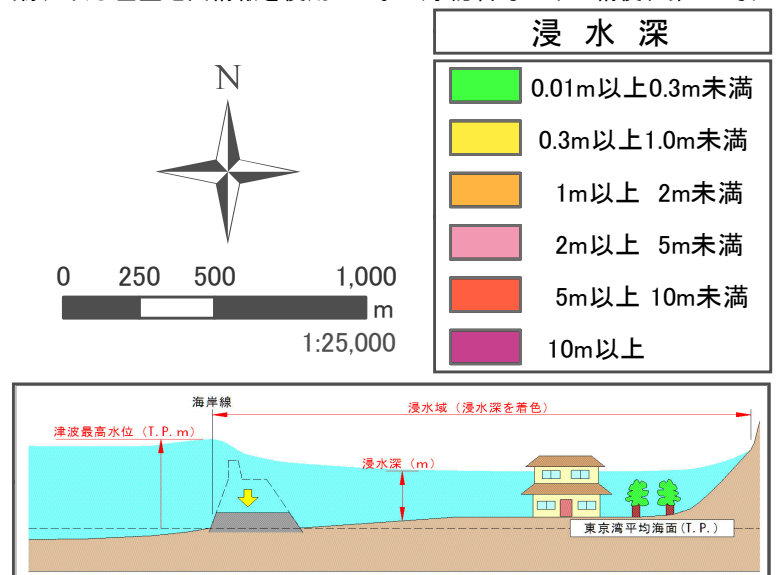 浸 水 深
0.01m以上0.3m未満
0.3m以上1.0m未満
1m以上 2m未満
2m以上 5m未満
5m以上 10m未満
10m以上
N
0 250 500 1,000
m
1:25,000
海岸線
浸水域（浸水深を着色）
津波最高水位（T.P. m）
浸水深（m）
東京湾平均海面(T.P.)